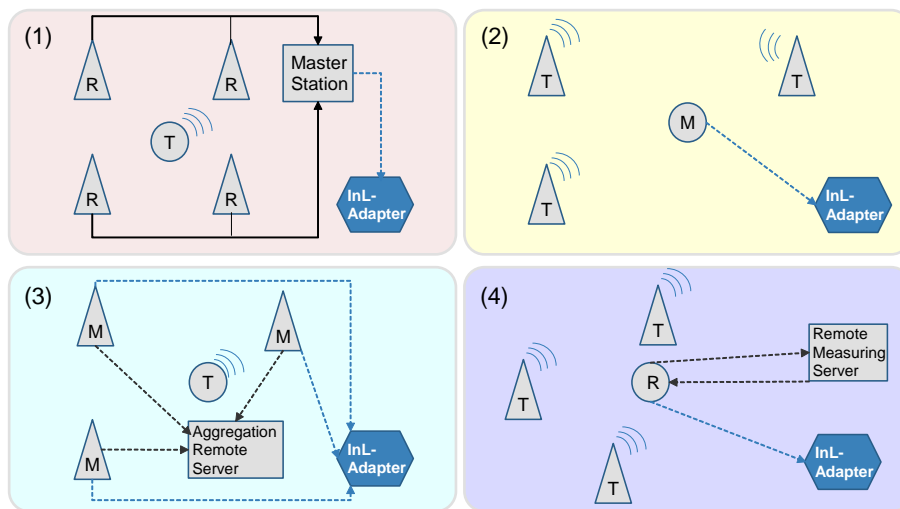 (1)
R
R
Master
Station
T
R
R
InL-
Adapter
(2)
T
T
M
T
InL-
Adapter
(3)
M
M
T
M
Aggregation
Remote
Server
InL-
Adapter
(4)
T
Remote
Measuring
Server
T
R
T
InL-
Adapter